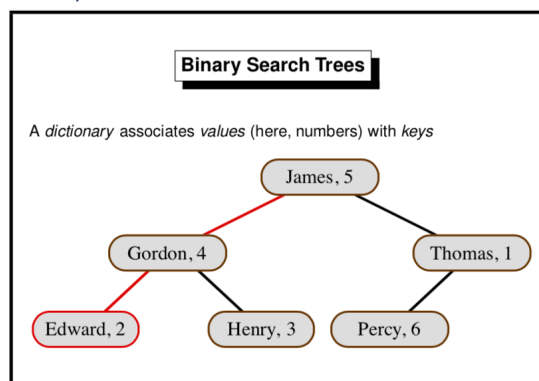 Binary Search Trees
A dictionary associates values (here, numbers) with keys
James, 5
Gordon, 4
Thomas, 1
Edward, 2
Henry, 3
Percy, 6